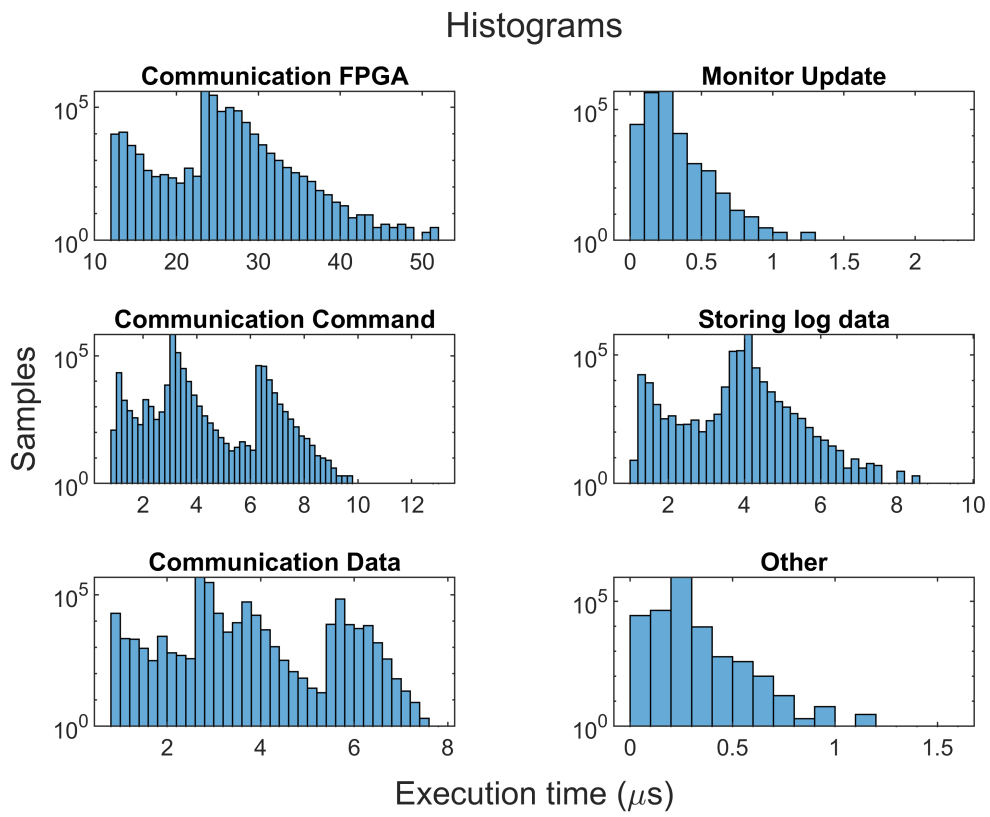 Histograms
Communication FPGA
10^5
10^0
10 20 30 40 50
Monitor Update
10^5
10^0
0 0.5 1 1.5 2
Communication Command
10^5
10^0
2 4 6 8 10 12
Storing log data
10^5
10^0
2 4 6 8 10
Communication Data
10^5
10^0
2 4 6 8
Other
10^5
10^0
0 0.5 1 1.5
Samples
Execution time (μs)